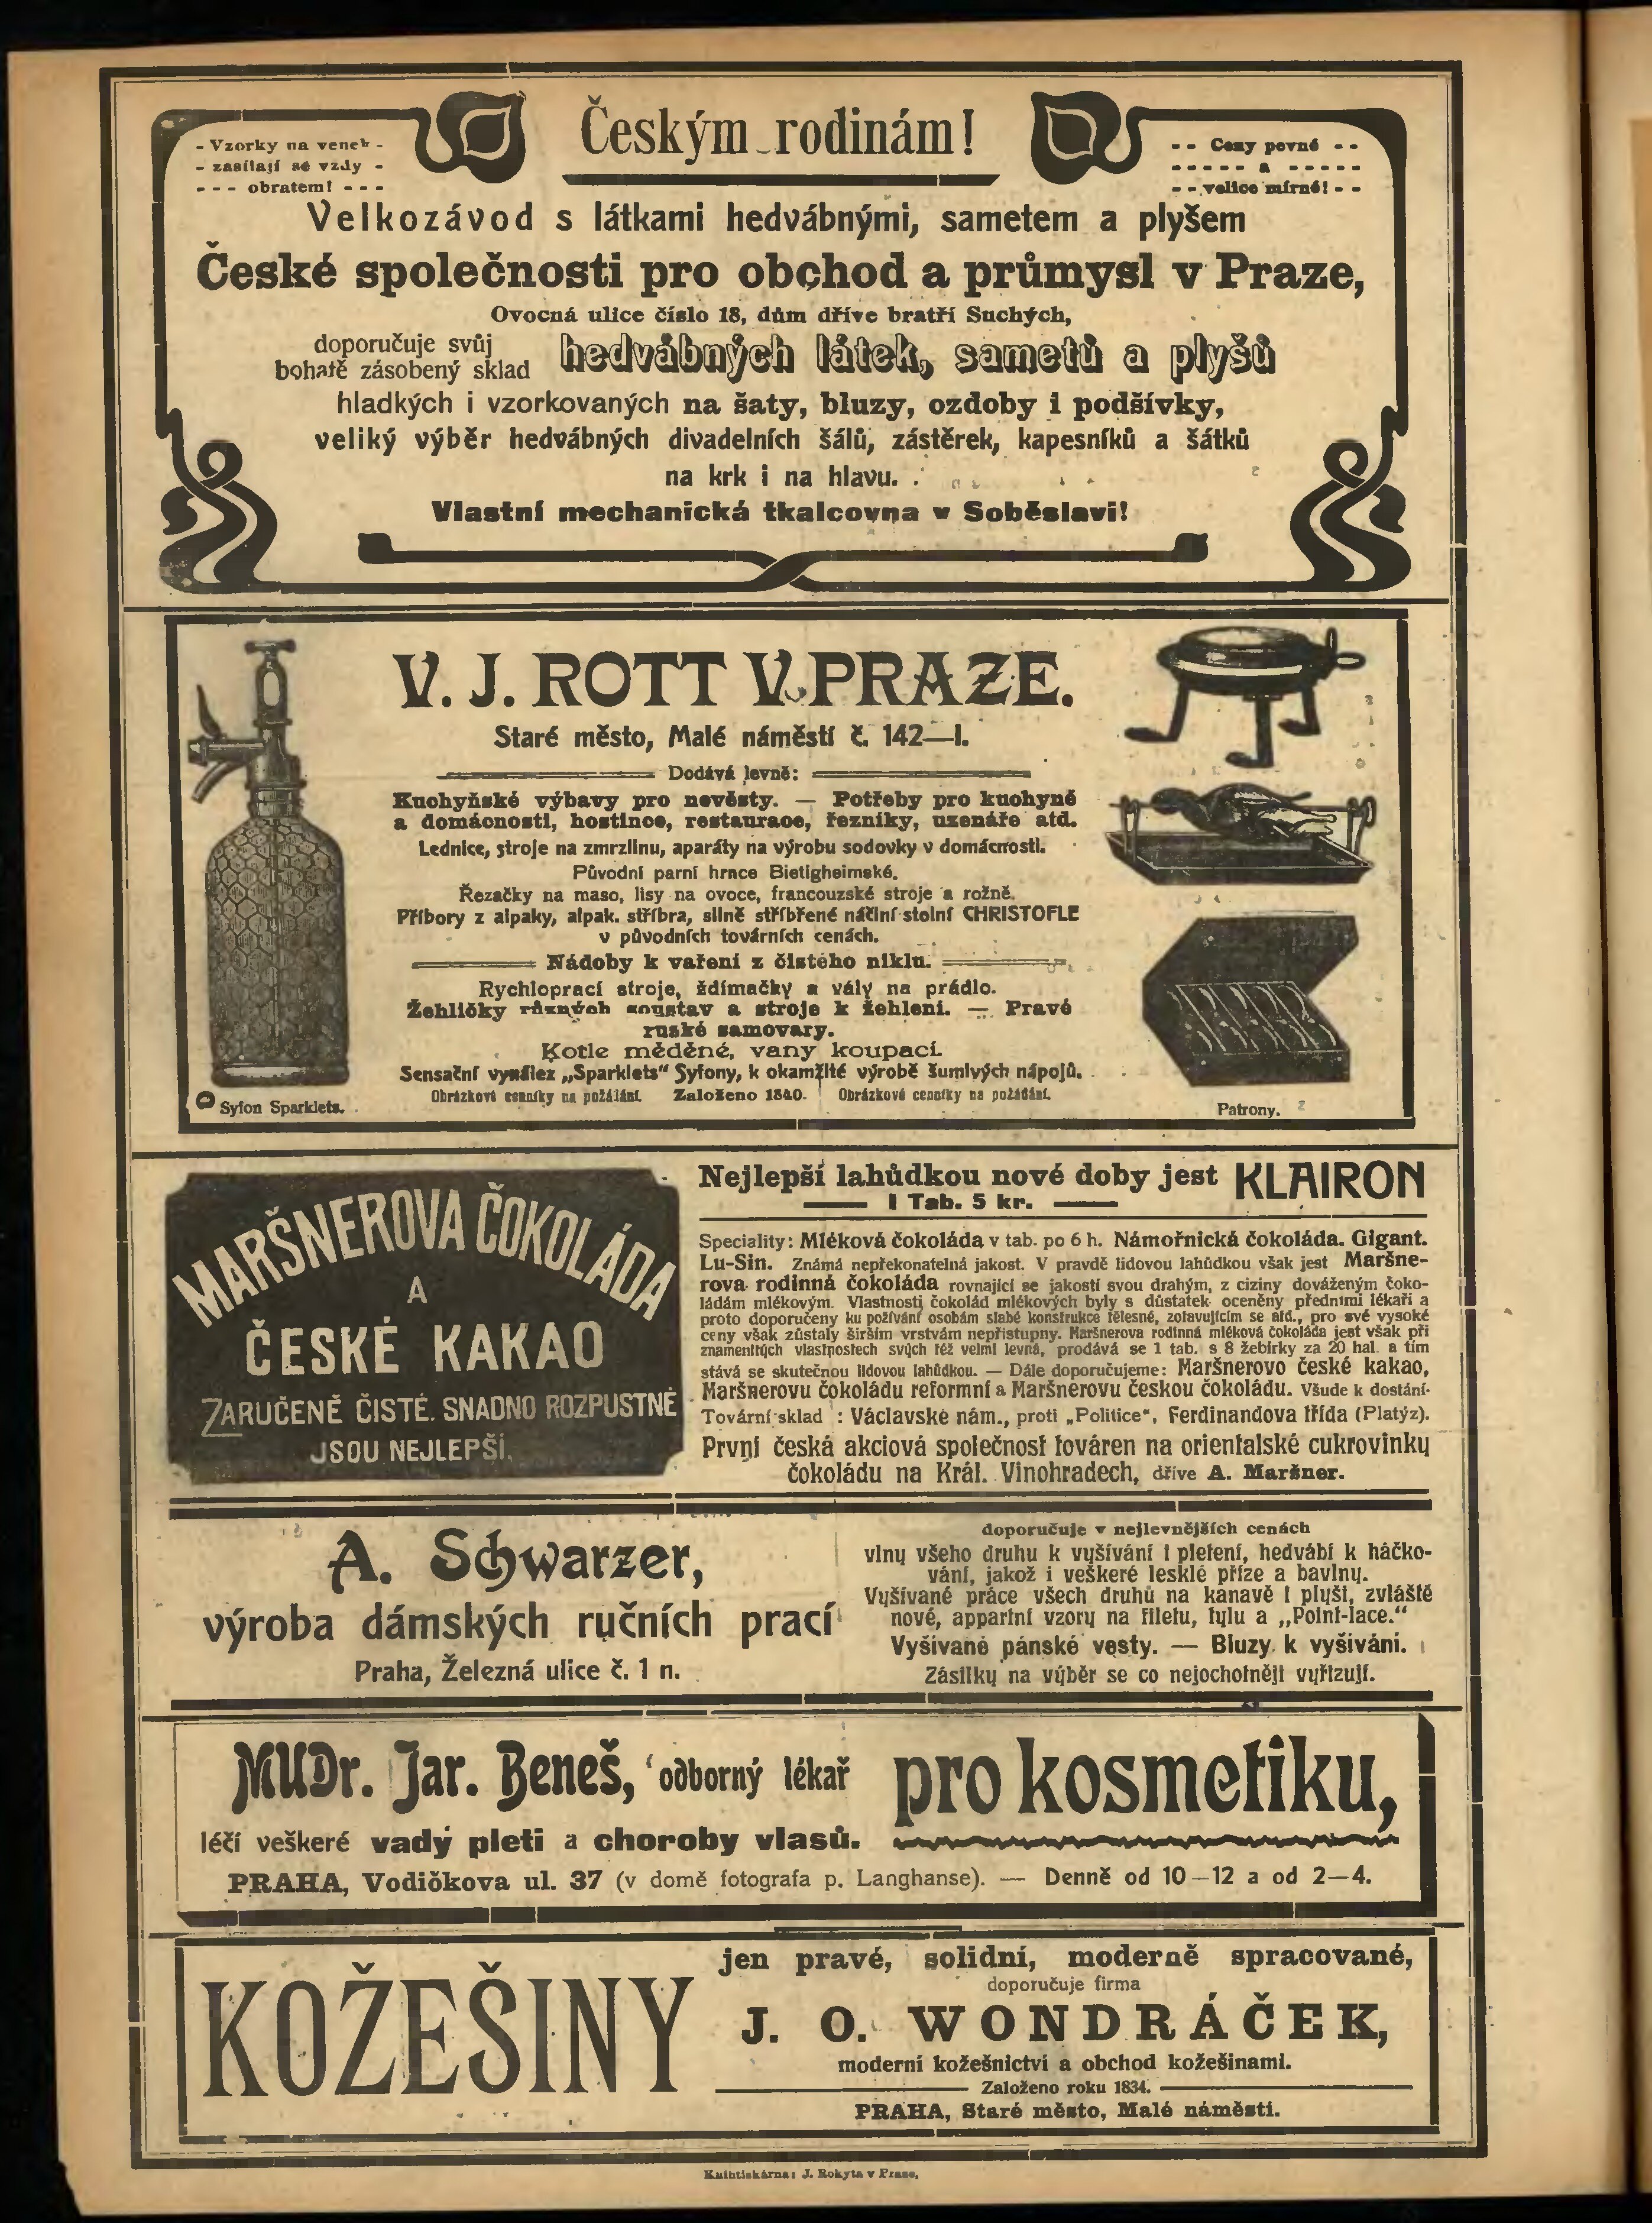 Českým rodinám!
- Vzorky na venek -
- zasílají se vždy -
- - - obratem! - - -
- - Ceny pevné - -
- - - - - a - - - - -
- - velice mírné! - -
Velkozávod s látkami hedvábnými, sametem a plyšem
České společnosti pro obchod a průmysl v Praze,
Ovocná ulice číslo 18, dům dříve bratří Suchých,
doporučuje svůj
bohatě zásobený sklad
hedvábných látek, sametů a plyšů
hladkých i vzorkovaných na šaty, bluzy, ozdoby i podšívky,
veliký výběr hedvábných divadelních šálů, zástěrek, kapesníků a šátků
na krk i na hlavu.
Vlastní mechanická tkalcovna v Soběslavi!
V. J. ROTT V PRAZE.
Staré město, Malé náměstí č. 142—I.
Dodává levně:
Kuchyňské výbavy pro nevěsty. — Potřeby pro kuchyně
a domácnosti, hostince, restaurace, řezníky, uzenáře atd.
Lednice, stroje na zmrzlinu, aparáty na výrobu sodovky v domácnosti.
Původní parní hrnce Bietigheimské.
Řezačky na maso, lisy na ovoce, francouzské stroje a rožně.
Příbory z alpaky, alpak. stříbra, silně stříbřené náčiní stolní CHRISTOFLE
v původních továrních cenách.
Nádoby k vaření z čistého niklu.
Rychloprací stroje, ždímačky a vály na prádlo.
Žehličky různých soustav a stroje k žehlení. — Pravé
ruské samovary.
Kotle měděné, vany koupací.
Sensační vynález „Sparklets“ Syfony, k okamžité výrobě šumivých nápojů.
Obrázkové cenníky na požádání. Založeno 1840. Obrázkové cenníky na požádání.
Syfon Sparklets.
Patrony.
MARŠNEROVA ČOKOLÁDA
A
ČESKÉ KAKAO
ZARUČENĚ ČISTÉ. SNADNO ROZPUSTNÉ
JSOU NEJLEPŠÍ.
Nejlepší lahůdkou nové doby jest KLAIRON
1 Tab. 5 kr.
Speciality: Mléková čokoláda v tab. po 6 h. Námořnická čokoláda. Gigant.
Lu-Sin. Známá nepřekonatelná jakost. V pravdě lidovou lahůdkou však jest Maršne-
rova rodinná čokoláda rovnající se jakostí svou drahým, z ciziny dováženým čoko-
ládám mlékovým. Vlastnosti čokolád mlékových byly s důstatek oceněny předními lékaři a
proto doporučeny ku požívání osobám slabé konstrukce tělesné, zotavujícím se atd., pro své vysoké
ceny však zůstaly širším vrstvám nepřístupny. Maršnerova rodinná mléková čokoláda jest však při
znamenitých vlastnostech svých též velmi levná, prodává se 1 tab. s 8 žebírky za 20 hal. a tím
stává se skutečnou lidovou lahůdkou. — Dále doporučujeme: Maršnerovo české kakao,
Maršnerovu čokoládu reformní a Maršnerovu českou čokoládu. Všude k dostání.
Tovární sklad : Václavské nám., proti „Politice“, Ferdinandova třída (Platýz).
První česká akciová společnost továren na orientalské cukrovinky
čokoládu na Král. Vinohradech, dříve A. Maršner.
A. Schwarzer,
výroba dámských ručních prací
Praha, Železná ulice č. 1 n.
doporučuje v nejlevnějších cenách
vlny všeho druhu k vyšívání i pletení, hedvábí k háčko-
vání, jakož i veškeré lesklé příze a bavlny.
Vyšívané práce všech druhů na kanavě i plyši, zvláště
nové, appartní vzory na filetu, tylu a „Point-lace.“
Vyšívané pánské vesty. — Bluzy k vyšívání.
Zásilky na výběr se co nejochotněji vyřizují.
MUDr. Jar. Beneš, odborný lékař pro kosmetiku,
léčí veškeré vady pleti a choroby vlasů.
PRAHA, Vodičkova ul. 37 (v domě fotografa p. Langhanse). — Denně od 10—12 a od 2—4.
KOŽEŠINY
jen pravé, solidní, moderně spracované,
doporučuje firma
J. O. WONDRÁČEK,
moderní kožešnictví a obchod kožešinami.
Založeno roku 1834.
PRAHA, Staré město, Malé náměstí.
Knihtiskárna: J. Rokyta v Praze.